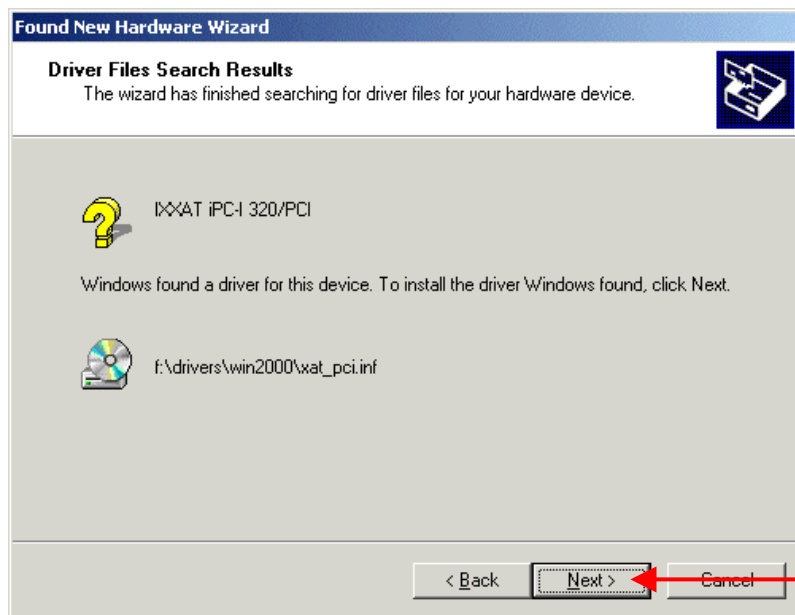 Found New Hardware Wizard
Driver Files Search Results
The wizard has finished searching for driver files for your hardware device.
IXXAT iPC-I 320/PCI
Windows found a driver for this device. To install the driver Windows found, click Next.
f:\drivers\win2000\xat_pci.inf
< Back Next > Cancel